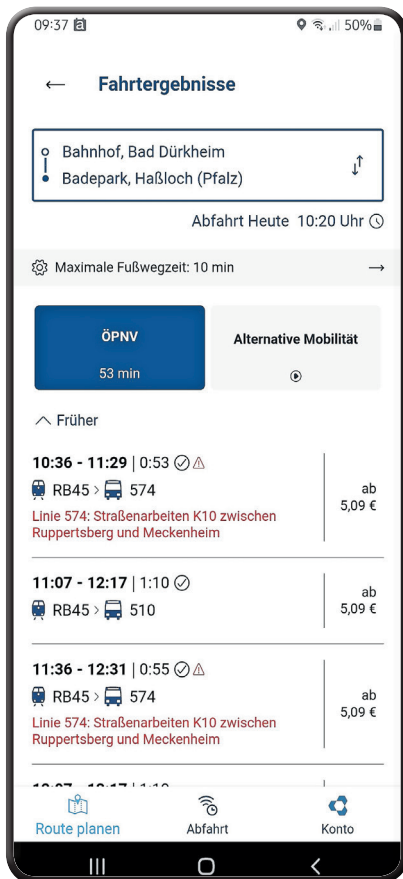 09:37 50%
Fahrtergebnisse
Bahnhof, Bad Dürkheim
Badepark, Haßloch (Pfalz)
Abfahrt Heute 10:20 Uhr
Maximale Fußwegzeit: 10 min
ÖPNV
53 min
Alternative Mobilität
Früher
10:36 - 11:29 | 0:53
RB45 > 574
ab
5,09 €
Linie 574: Straßenarbeiten K10 zwischen
Ruppertsberg und Meckenheim
11:07 - 12:17 | 1:10
RB45 > 510
ab
5,09 €
11:36 - 12:31 | 0:55
RB45 > 574
ab
5,09 €
Linie 574: Straßenarbeiten K10 zwischen
Ruppertsberg und Meckenheim
Route planen
Abfahrt
Konto